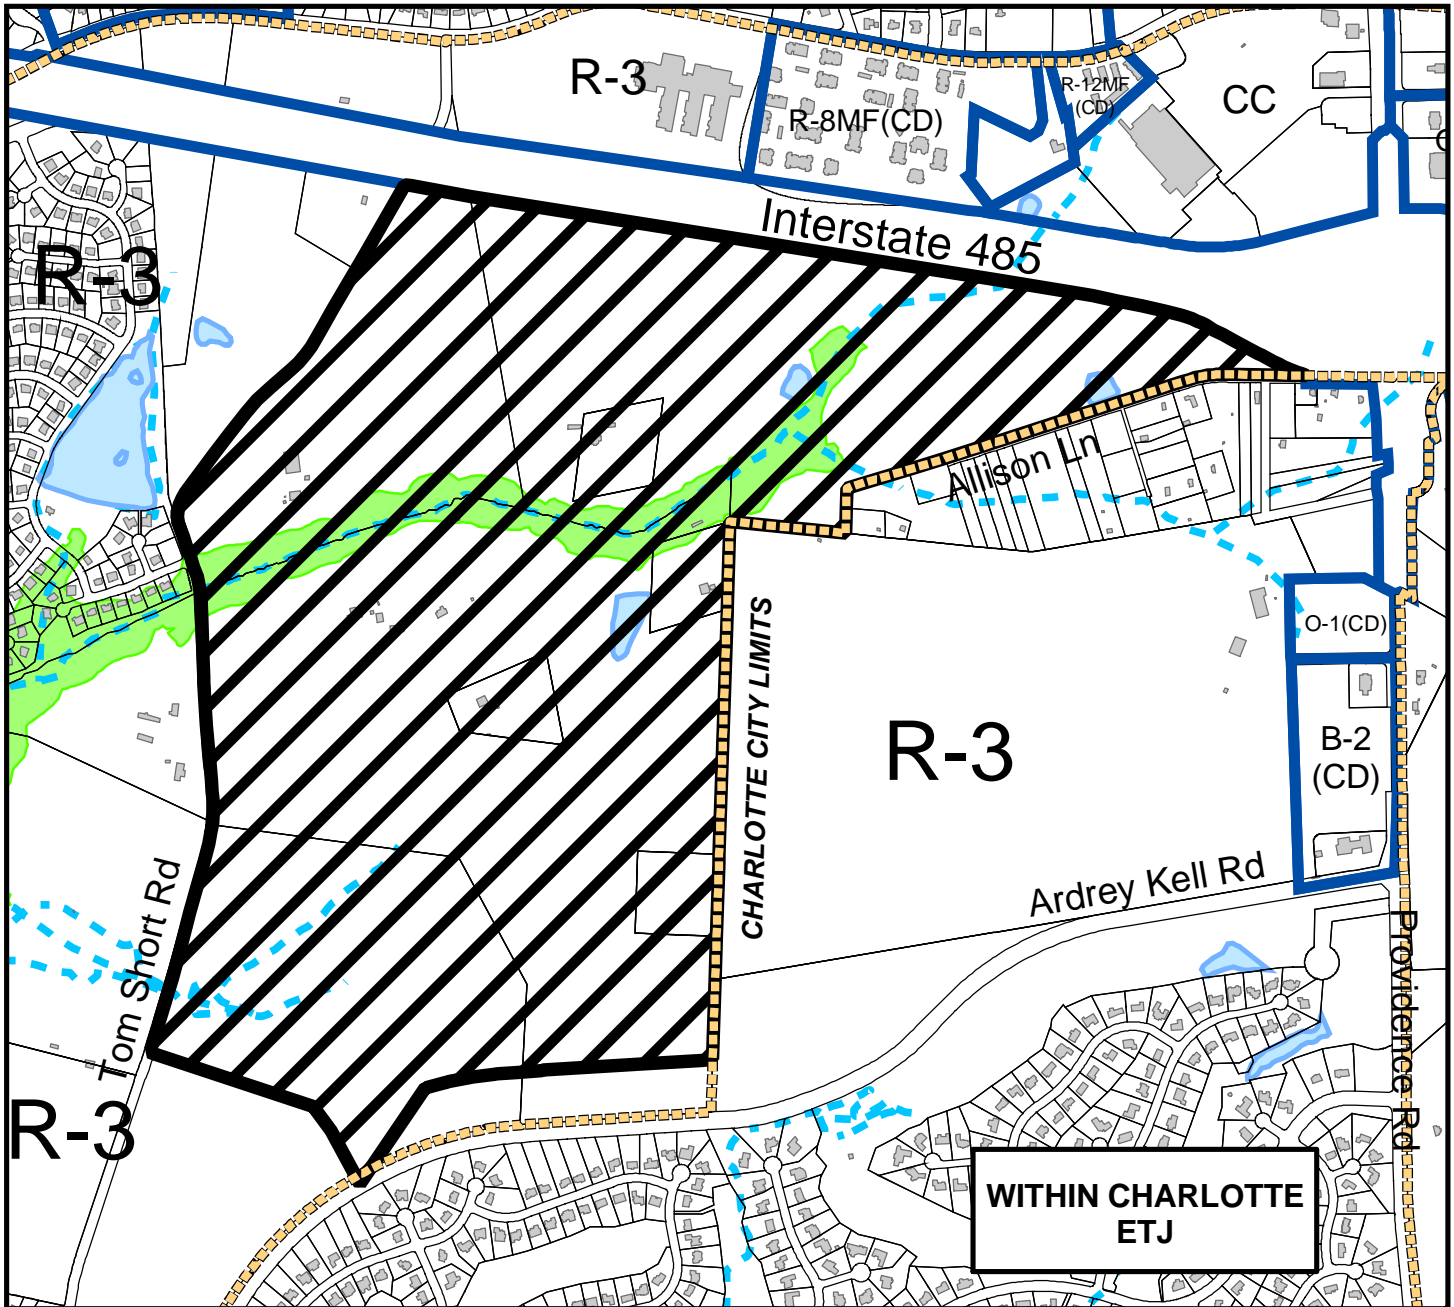 R-3
R-8MF(CD)
R-12MF
(CD)
CC
Interstate 485
R-3
Allison Ln
CHARLOTTE CITY LIMITS
O-1(CD)
R-3
B-2
(CD)
Ardrey Kell Rd
Tom Short Rd
Providence Rd
R-3
WITHIN CHARLOTTE
ETJ